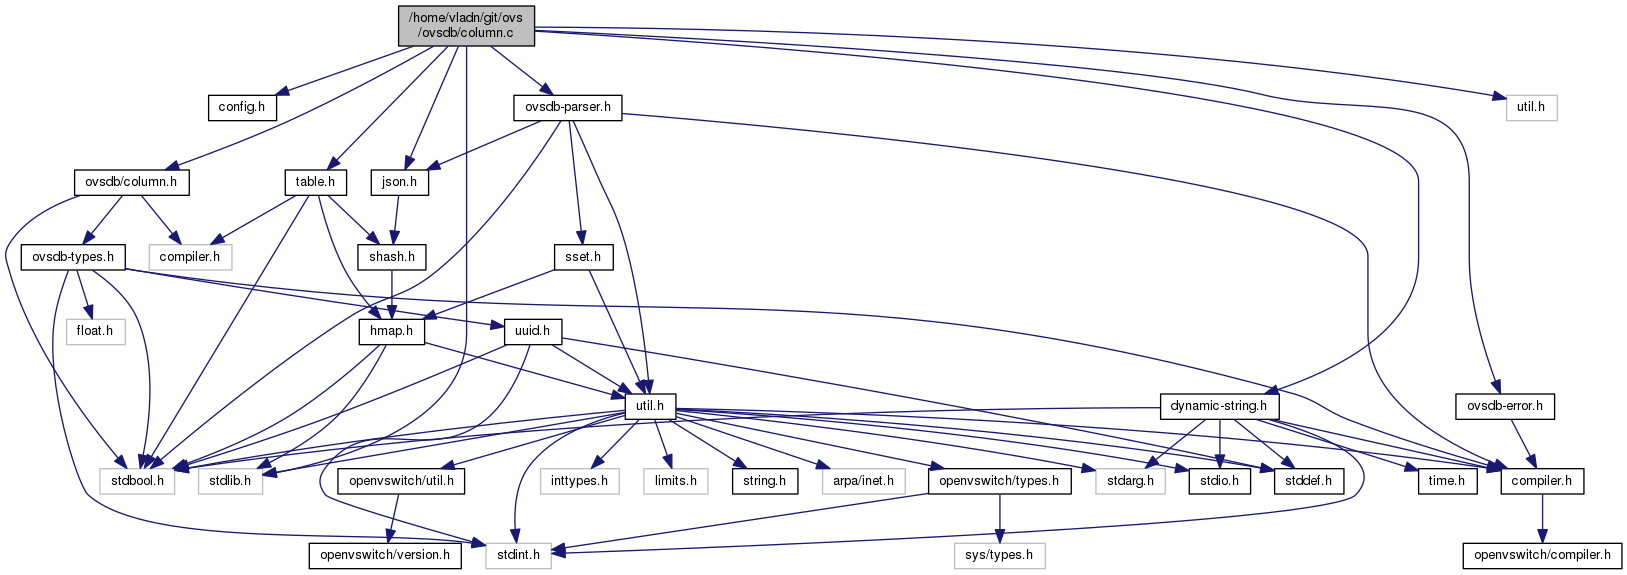 /home/vladn/git/ovs
/ovsdb/column.c
config.h
ovsdb-parser.h
util.h
ovsdb/column.h
table.h
json.h
ovsdb-types.h
compiler.h
shash.h
sset.h
float.h
hmap.h
uuid.h
util.h
dynamic-string.h
ovsdb-error.h
stdbool.h
stdlib.h
openvswitch/util.h
inttypes.h
limits.h
string.h
arpa/inet.h
openvswitch/types.h
stdarg.h
stdio.h
stddef.h
time.h
compiler.h
openvswitch/version.h
stdint.h
sys/types.h
openvswitch/compiler.h